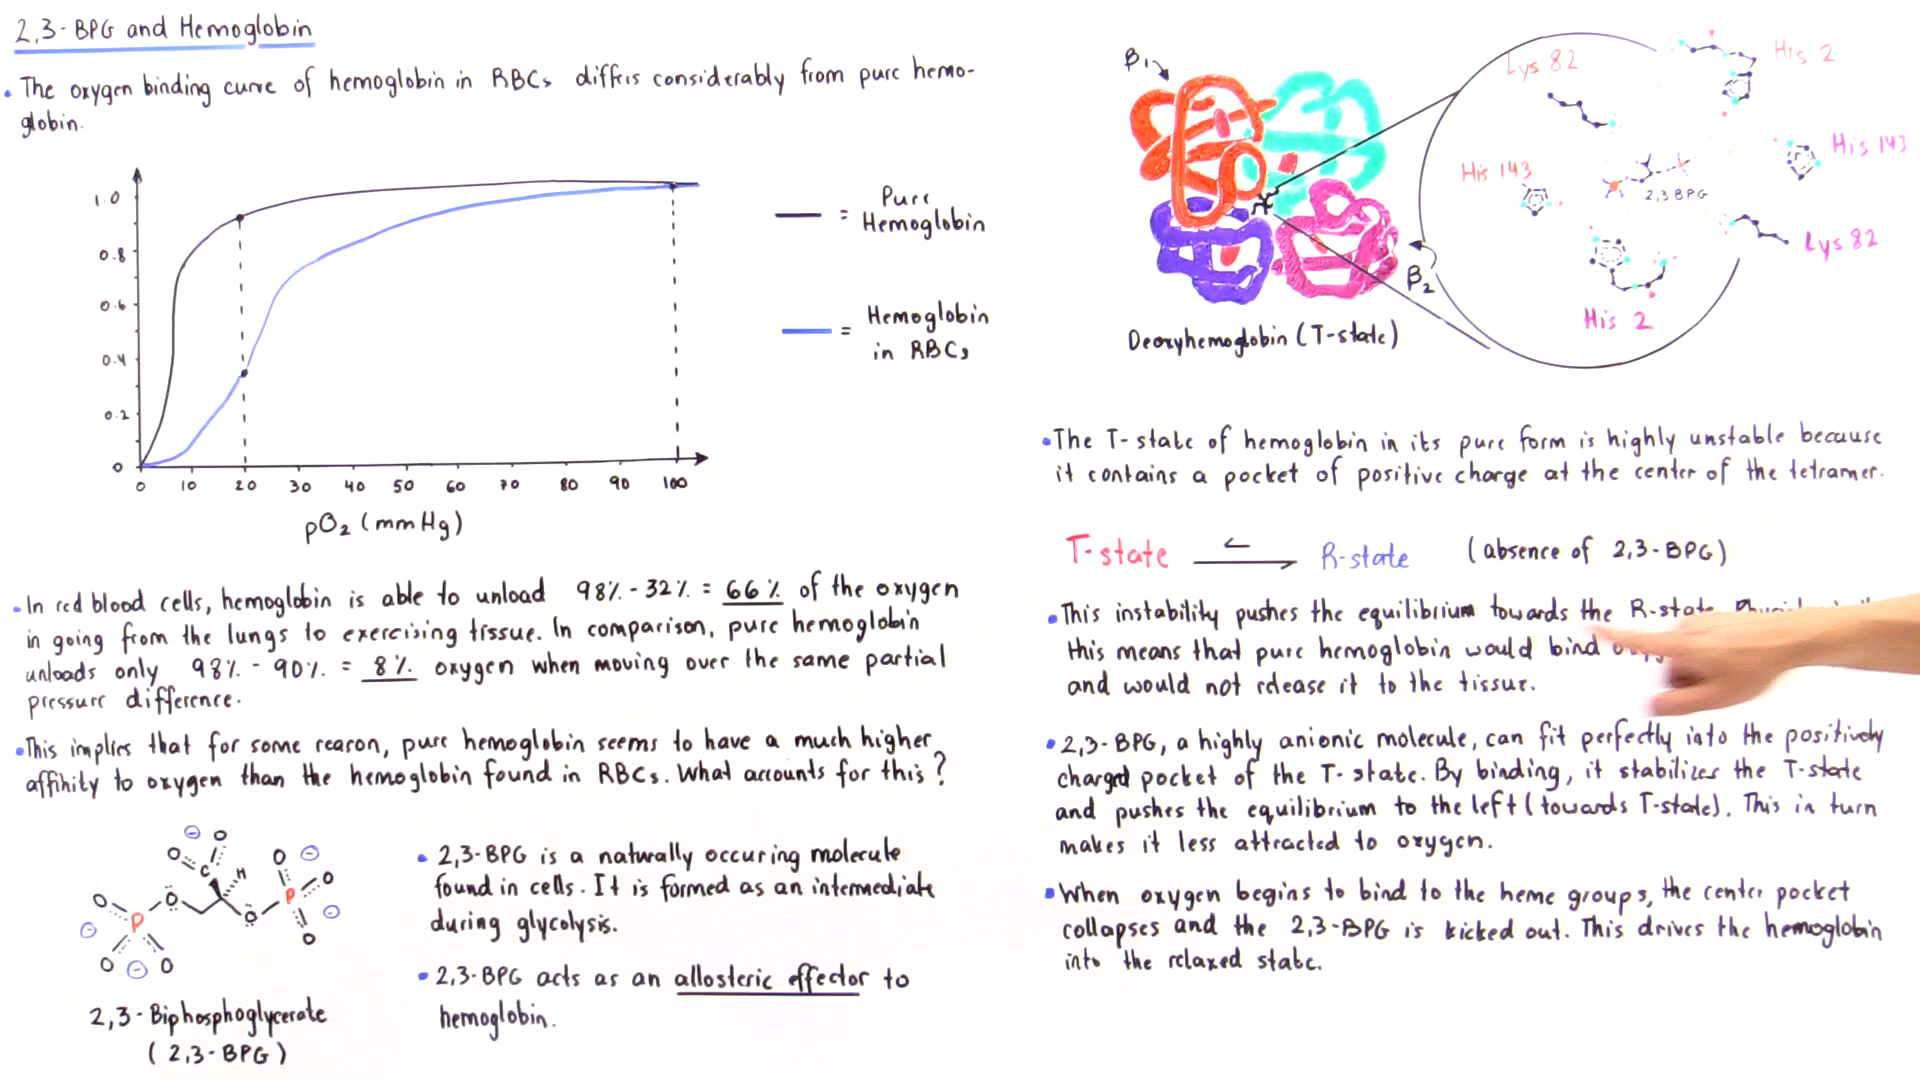 2,3-BPG and Hemoglobin
• The oxygen binding curve of hemoglobin in RBCs differs considerably from pure hemo-
globin.
1.0
0.8
0.6
0.4
0.2
0
0 10 20 30 40 50 60 70 80 90 100
pO2 (mmHg)
— = Pure
Hemoglobin
— = Hemoglobin
in RBCs
• In red blood cells, hemoglobin is able to unload 98% - 32% = 66% of the oxygen
in going from the lungs to exercising tissue. In comparison, pure hemoglobin
unloads only 98% - 90% = 8% oxygen when moving over the same partial
pressure difference.
• This implies that for some reason, pure hemoglobin seems to have a much higher
affinity to oxygen than the hemoglobin found in RBCs. What accounts for this?
⊖ O
O C H O ⊖
O P O O P O
⊖ O ⊖ O O ⊖
2,3-Biphosphoglycerate
(2,3-BPG)
• 2,3-BPG is a naturally occuring molecule
found in cells. It is formed as an intermediate
during glycolysis.
• 2,3-BPG acts as an allosteric effector to
hemoglobin.
β1
β2
Deoxyhemoglobin (T-state)
Lys 82
His 2
His 143
His 143
2,3 BPG
Lys 82
His 2
• The T-state of hemoglobin in its pure form is highly unstable because
it contains a pocket of positive charge at the center of the tetramer.
T-state ⇌ R-state (absence of 2,3-BPG)
• This instability pushes the equilibrium towards the R-state.
this means that pure hemoglobin would bind
and would not release it to the tissue.
• 2,3-BPG, a highly anionic molecule, can fit perfectly into the positively
charged pocket of the T-state. By binding, it stabilizes the T-state
and pushes the equilibrium to the left (towards T-state). This in turn
makes it less attracted to oxygen.
• When oxygen begins to bind to the heme groups, the center pocket
collapses and the 2,3-BPG is kicked out. This drives the hemoglobin
into the relaxed state.